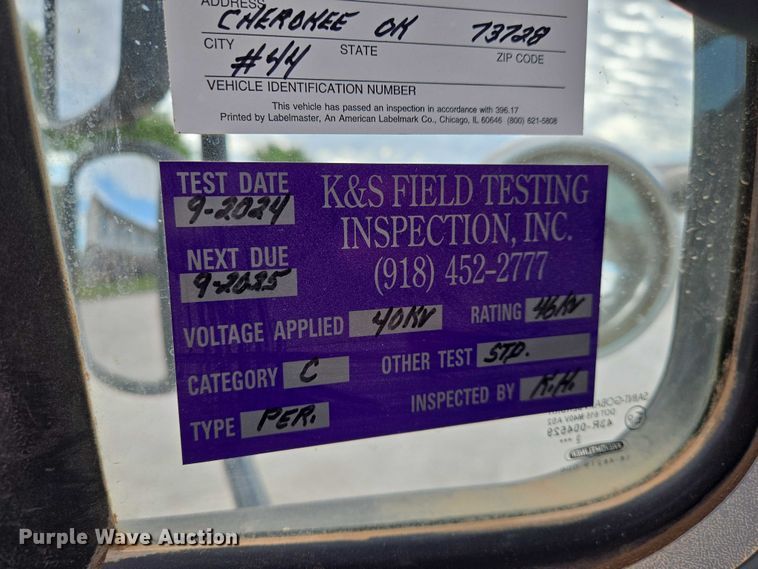 ADDRESS
CHEROKEE OK 73728
CITY STATE ZIP CODE
#44
VEHICLE IDENTIFICATION NUMBER
This vehicle has passed an inspection in accordance with 396.17
Printed by Labelmaster, An American Labelmark Co., Chicago, IL 60646 (800) 621-5808
TEST DATE
9-2024
NEXT DUE
9-2025
K&S FIELD TESTING
INSPECTION, INC.
(918) 452-2777
VOLTAGE APPLIED 40KV RATING 46KV
CATEGORY C OTHER TEST STD.
TYPE PER. INSPECTED BY K.H.
Purple Wave Auction